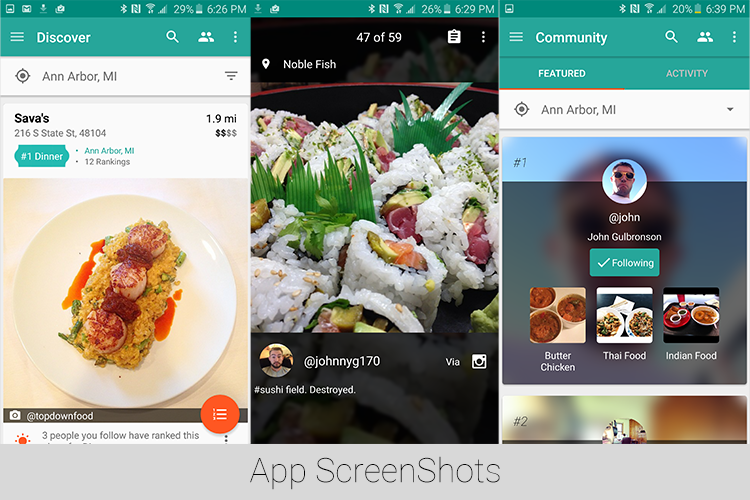 29% 6:26 PM
Discover
Ann Arbor, MI
Sava's
1.9 mi
216 S State St, 48104
$$$$
#1 Dinner
Ann Arbor, MI
12 Rankings
@topdownfood
3 people you follow have ranked this
26% 6:29 PM
47 of 59
Noble Fish
@johnnyg170
Via
#sushi field. Destroyed.
20% 6:39 PM
Community
FEATURED
ACTIVITY
Ann Arbor, MI
#1
@john
John Gulbronson
Following
Butter
Chicken
Thai Food
Indian Food
#2
App ScreenShots